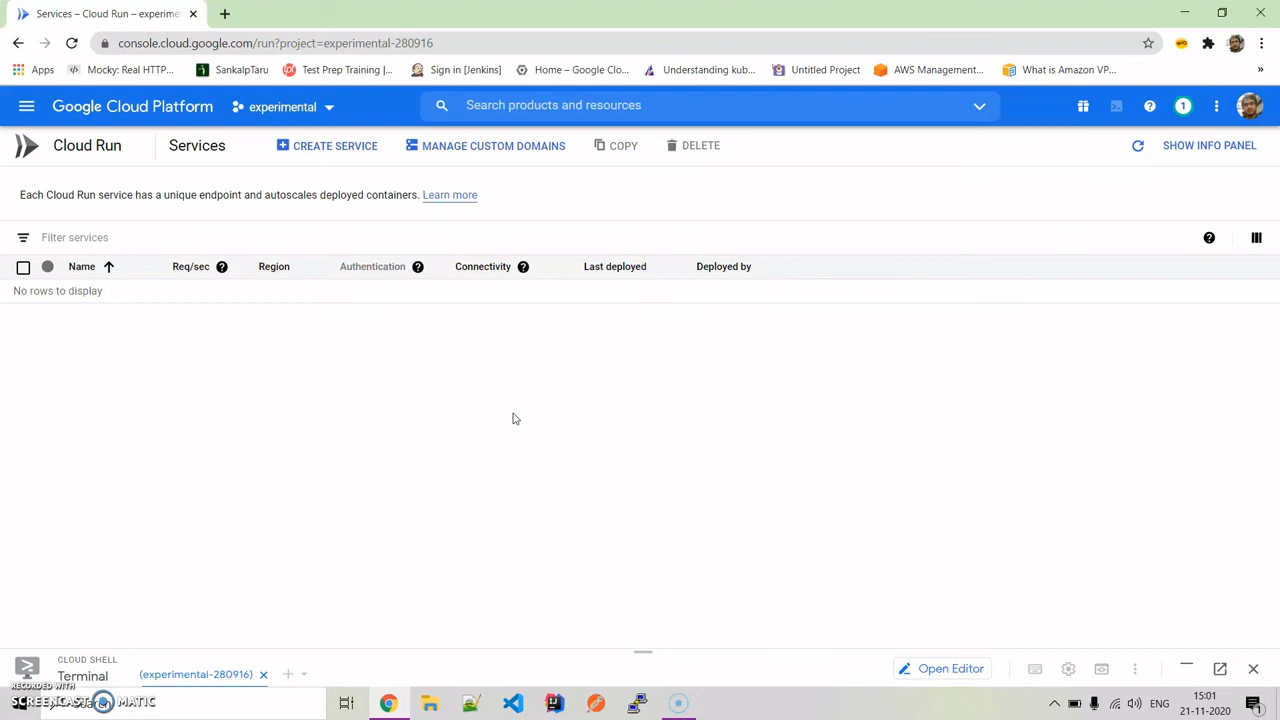 Services – Cloud Run – experime
console.cloud.google.com/run?project=experimental-280916
Apps
Mocky: Real HTTP...
SankalpTaru
Test Prep Training |...
Sign in [Jenkins]
Home – Google Clo...
Understanding kub...
Untitled Project
AWS Management...
What is Amazon VP...
»
Google Cloud Platform
experimental
Search products and resources
1
Cloud Run
Services
CREATE SERVICE
MANAGE CUSTOM DOMAINS
COPY
DELETE
SHOW INFO PANEL
Each Cloud Run service has a unique endpoint and autoscales deployed containers. Learn more
Filter services
Name
Req/sec
Region
Authentication
Connectivity
Last deployed
Deployed by
No rows to display
CLOUD SHELL
Terminal
(experimental-280916)
Open Editor
RECORDED WITH
SCREENCAST MATIC
ENG
15:01
21-11-2020
1